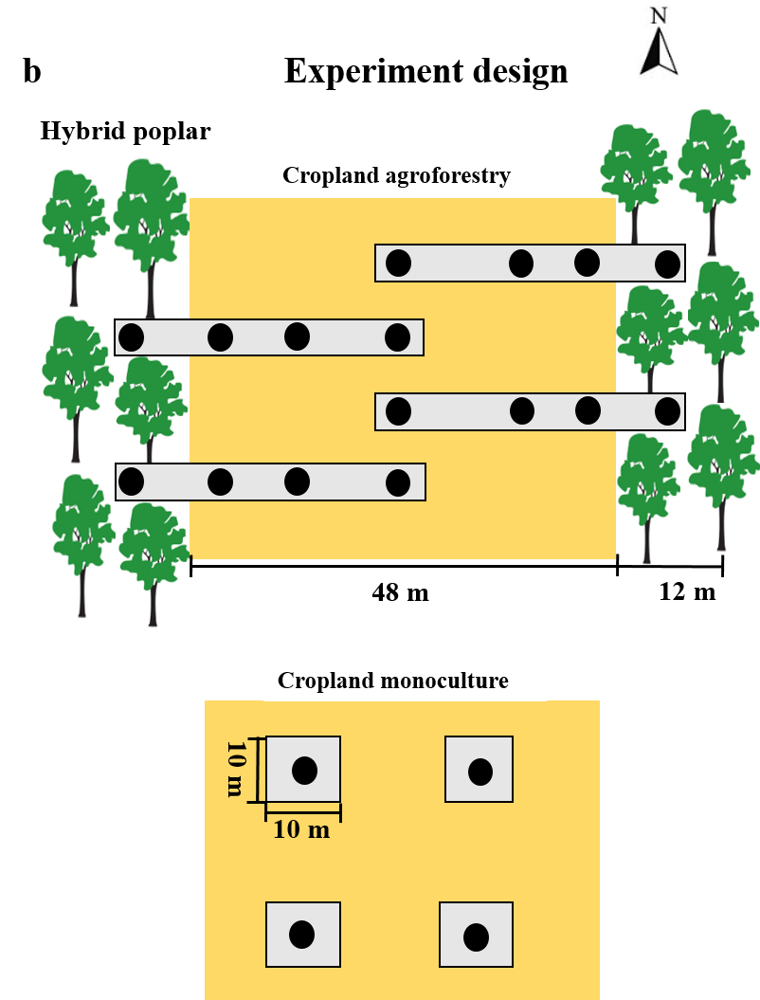 N
b
Experiment design
Hybrid poplar
Cropland agroforestry
48 m
12 m
Cropland monoculture
10 m
10 m